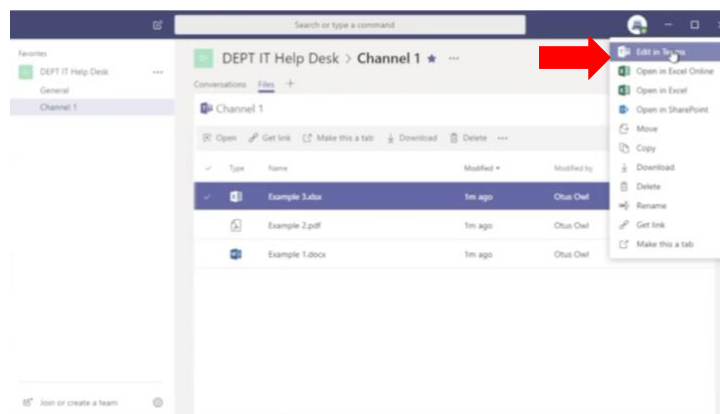 Search or type a command
Favorites
DEPT IT Help Desk
General
Channel 1
Join or create a team
DEPT IT Help Desk > Channel 1
Conversations Files
Channel 1
Open Get link Make this a tab Download Delete
Type Name Modified Modified by
Example 3.xlsx 1m ago Otus Owl
Example 2.pdf 1m ago Otus Owl
Example 1.docx 1m ago Otus Owl
Edit in Teams
Open in Excel Online
Open in Excel
Open in SharePoint
Move
Copy
Download
Delete
Rename
Get link
Make this a tab